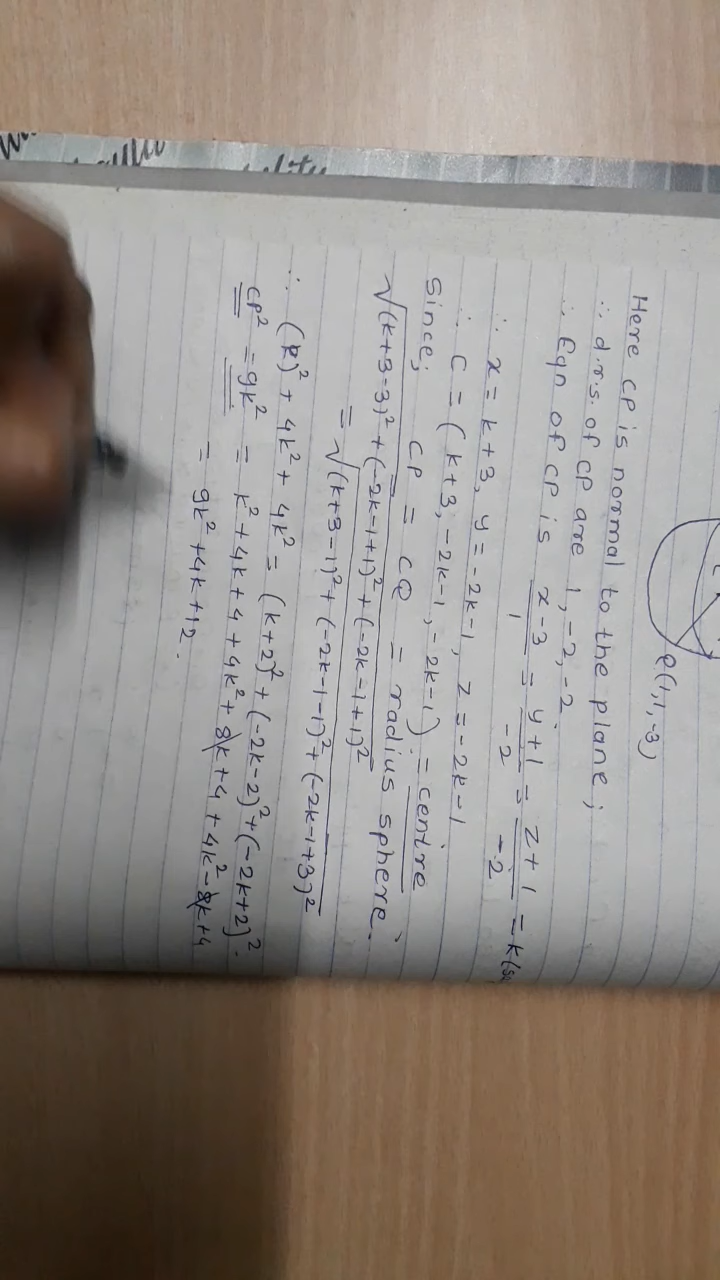 Q(1,1,-3)
Here CP is normal to the plane;
∴ d.r.s. of CP are 1, -2, -2
∴ Eqn of CP is (x-3)/1 = (y+1)/-2 = (z+1)/-2 = k
∴ x = k+3, y = -2k-1, z = -2k-1
∴ C = (k+3, -2k-1, -2k-1) = centre
Since, CP = CQ = radius sphere.
√(k+3-3)² + (-2k-1+1)² + (-2k-1+1)²
= √(k+3-1)² + (-2k-1-1)² + (-2k-1+3)²
∴ (k)² + 4k² + 4k² = (k+2)² + (-2k-2)² + (-2k+2)².
CP² = 9k² = k² + 4k + 4 + 4k² + 8k + 4 + 4k² - 8k + 4
= 9k² + 4k + 12.